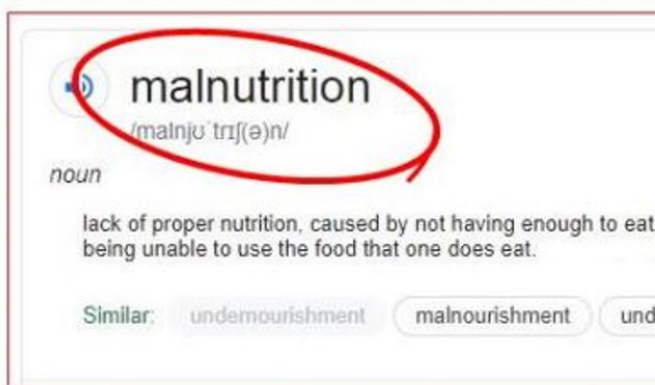 malnutrition
/malnjʊˈtrɪʃ(ə)n/
noun
lack of proper nutrition, caused by not having enough to eat
being unable to use the food that one does eat.
Similar: undernourishment malnourishment und